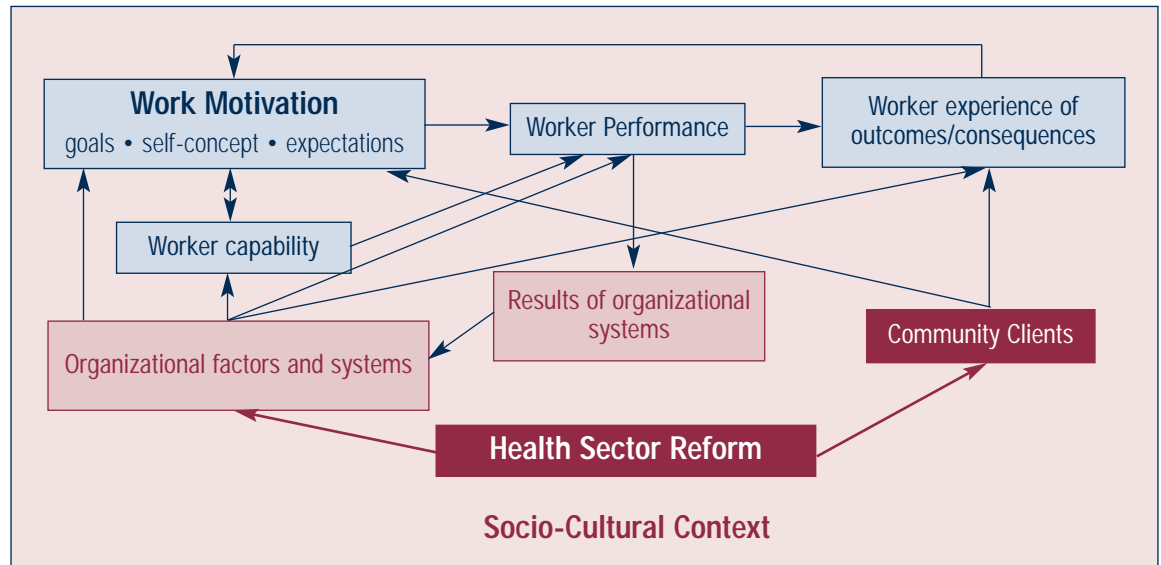 Work Motivation
goals • self-concept • expectations
Worker Performance
Worker experience of
outcomes/consequences
Worker capability
Results of organizational
systems
Organizational factors and systems
Community Clients
Health Sector Reform
Socio-Cultural Context